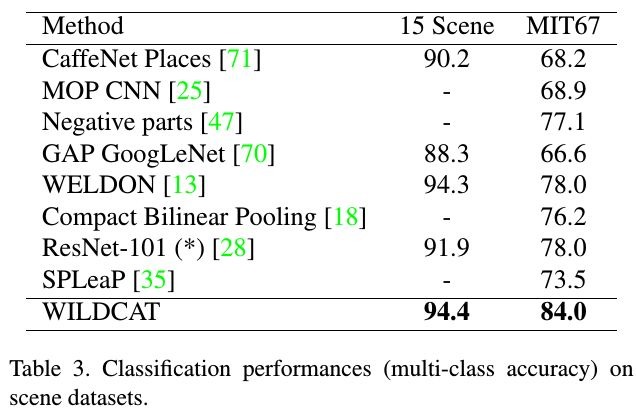 Method 15 Scene MIT67
CaffeNet Places [71] 90.2 68.2
MOP CNN [25] - 68.9
Negative parts [47] - 77.1
GAP GoogLeNet [70] 88.3 66.6
WELDON [13] 94.3 78.0
Compact Bilinear Pooling [18] - 76.2
ResNet-101 (*) [28] 91.9 78.0
SPLeaP [35] - 73.5
WILDCAT 94.4 84.0
Table 3. Classification performances (multi-class accuracy) on
scene datasets.